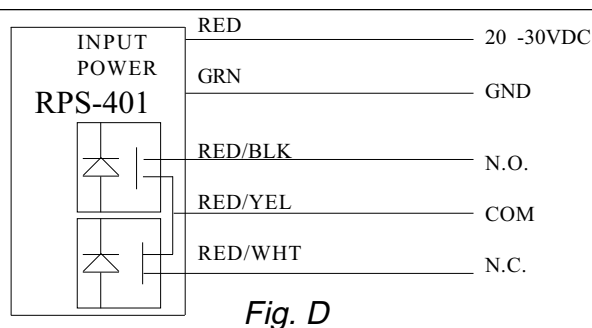 INPUT
POWER
RPS-401
RED
20 -30VDC
GRN
GND
RED/BLK
N.O.
RED/YEL
COM
RED/WHT
N.C.
Fig. D